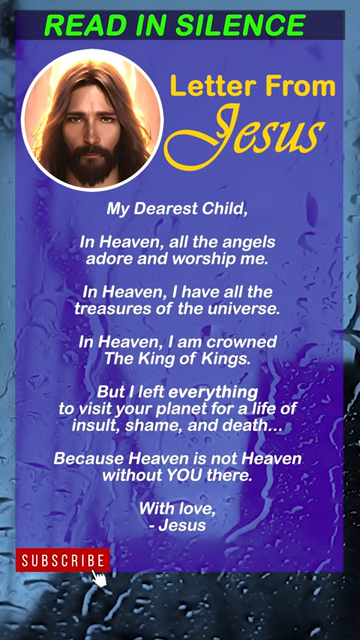 READ IN SILENCE
Letter From
Jesus
My Dearest Child,
In Heaven, all the angels
adore and worship me.
In Heaven, I have all the
treasures of the universe.
In Heaven, I am crowned
The King of Kings.
But I left everything
to visit your planet for a life of
insult, shame, and death...
Because Heaven is not Heaven
without YOU there.
With love,
- Jesus
SUBSCRIBE